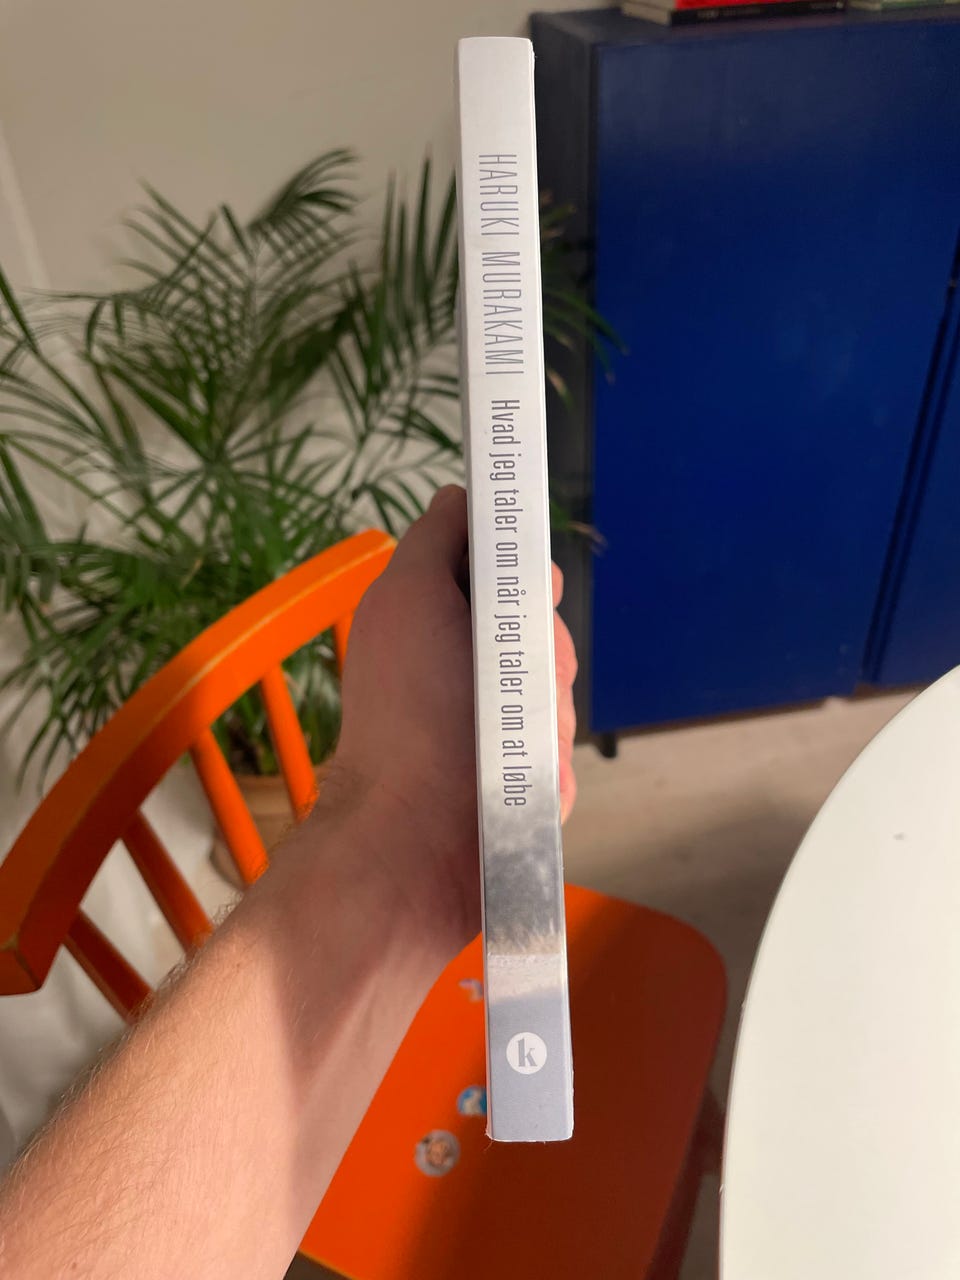 HARUKI MURAKAMI Hvad jeg taler om når jeg taler om at løbe
k